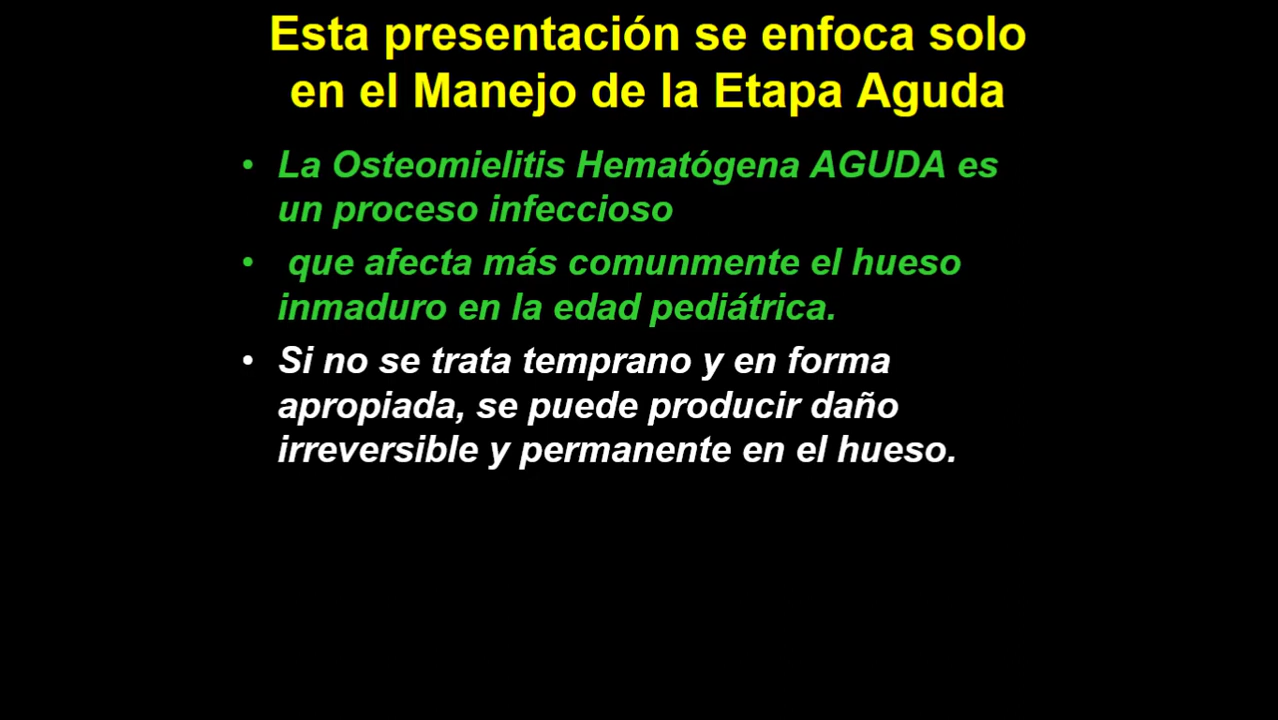 Esta presentación se enfoca solo
en el Manejo de la Etapa Aguda
• La Osteomielitis Hematógena AGUDA es
un proceso infeccioso
• que afecta más comunmente el hueso
inmaduro en la edad pediátrica.
• Si no se trata temprano y en forma
apropiada, se puede producir daño
irreversible y permanente en el hueso.